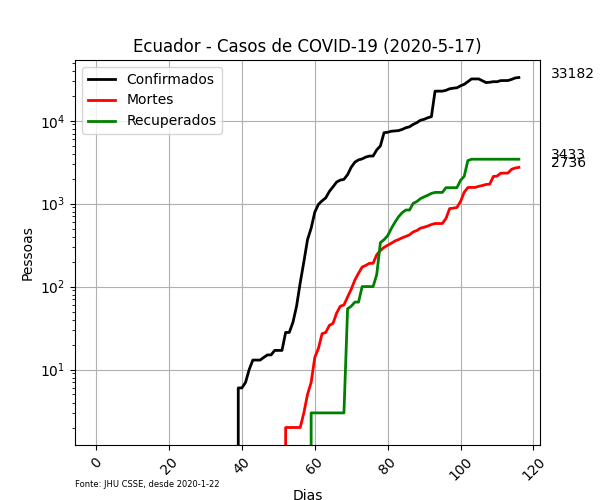 Ecuador - Casos de COVID-19 (2020-5-17)
Confirmados
Mortes
Recuperados
33182
3433
2736
10⁴
10³
10²
10¹
Pessoas
0 20 40 60 80 100 120
Dias
Fonte: JHU CSSE, desde 2020-1-22